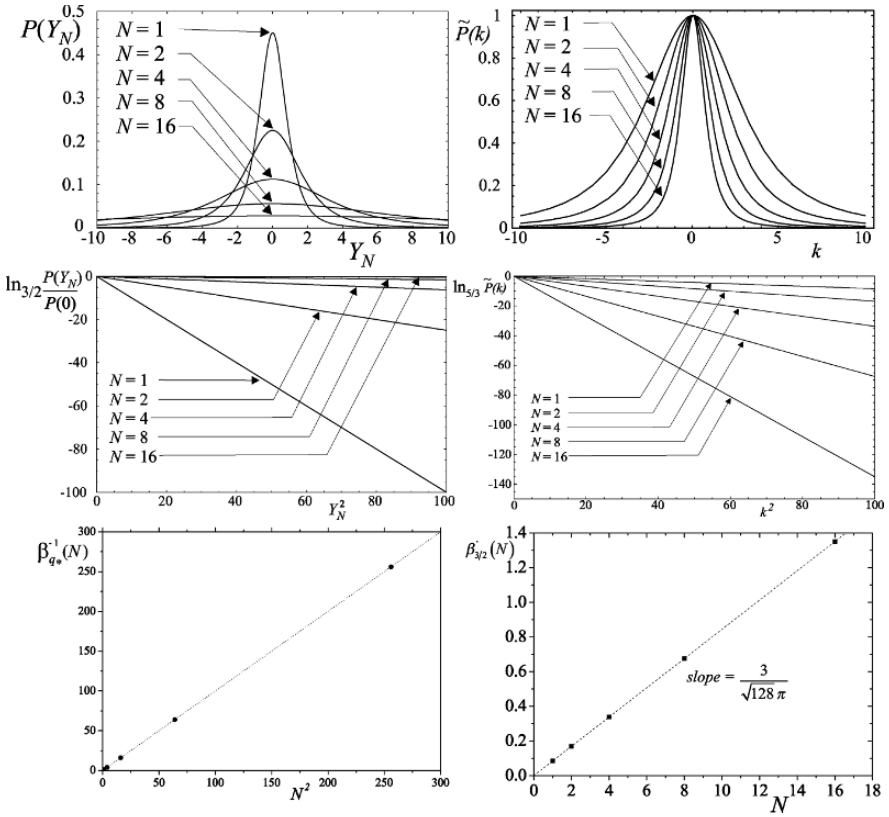 P(Y_N)
0.5
0.4
0.3
0.2
0.1
0
N = 1
N = 2
N = 4
N = 8
N = 16
-10 -8 -6 -4 -2 0 2 4 6 8 10
Y_N
P̃(k)
1
0.8
0.6
0.4
0.2
0
N = 1
N = 2
N = 4
N = 8
N = 16
-10 -5 0 5 10
k
ln_{3/2} P(Y_N)/P(0)
0
-20
-40
-60
-80
-100
N = 1
N = 2
N = 4
N = 8
N = 16
0 20 40 60 80 100
Y_N^2
ln_{5/3} P̃(k)
0
-20
-40
-60
-80
-100
-120
-140
N = 1
N = 2
N = 4
N = 8
N = 16
0 20 40 60 80 100
k^2
β_{q*}^{-1}(N)
300
250
200
150
100
50
0
0 50 100 150 200 250 300
N^2
β_{3/2}^{'}(N)
1.4
1.2
1.0
0.8
0.6
0.4
0.2
0.0
slope = 3/(√128 π)
0 2 4 6 8 10 12 14 16 18
N